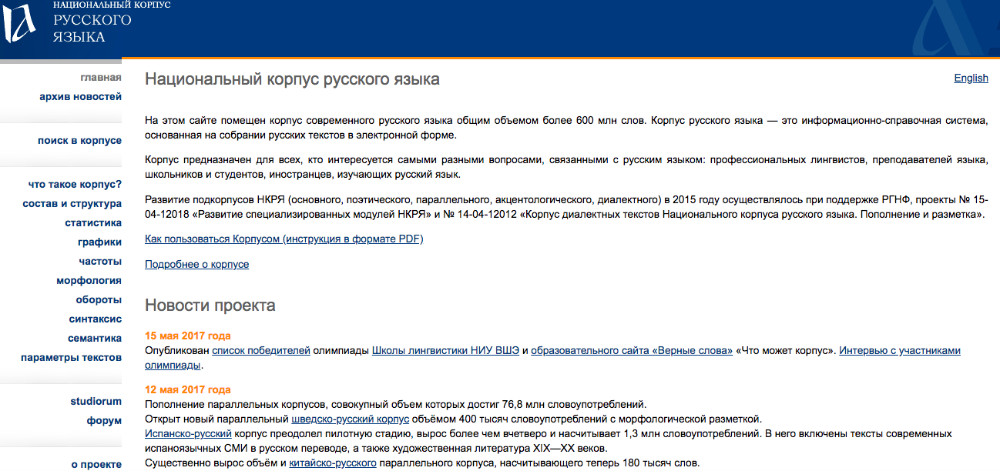 НАЦИОНАЛЬНЫЙ КОРПУС
РУССКОГО
ЯЗЫКА
главная
архив новостей
поиск в корпусе
что такое корпус?
состав и структура
статистика
графики
частоты
морфология
обороты
синтаксис
семантика
параметры текстов
studiorum
форум
о проекте
Национальный корпус русского языка
English
На этом сайте помещен корпус современного русского языка общим объемом более 600 млн слов. Корпус русского языка — это информационно-справочная система,
основанная на собрании русских текстов в электронной форме.
Корпус предназначен для всех, кто интересуется самыми разными вопросами, связанными с русским языком: профессиональных лингвистов, преподавателей языка,
школьников и студентов, иностранцев, изучающих русский язык.
Развитие подкорпусов НКРЯ (основного, поэтического, параллельного, акцентологического, диалектного) в 2015 году осуществлялось при поддержке РГНФ, проекты № 15-
04-12018 «Развитие специализированных модулей НКРЯ» и № 14-04-12012 «Корпус диалектных текстов Национального корпуса русского языка. Пополнение и разметка».
Как пользоваться Корпусом (инструкция в формате PDF)
Подробнее о корпусе
Новости проекта
15 мая 2017 года
Опубликован список победителей олимпиады Школы лингвистики НИУ ВШЭ и образовательного сайта «Верные слова» «Что может корпус». Интервью с участниками
олимпиады.
12 мая 2017 года
Пополнение параллельных корпусов, совокупный объем которых достиг 76,8 млн словоупотреблений.
Открыт новый параллельный шведско-русский корпус объёмом 400 тысяч словоупотреблений с морфологической разметкой.
Испанско-русский корпус преодолел пилотную стадию, вырос более чем вчетверо и насчитывает 1,3 млн словоупотреблений. В него включены тексты современных
испаноязычных СМИ в русском переводе, а также художественная литература XIX—XX веков.
Существенно вырос объём и китайско-русского параллельного корпуса, насчитывающего теперь 180 тысяч слов.